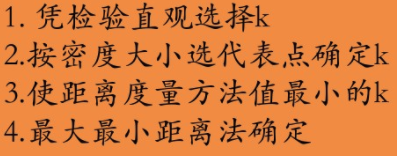 1. 凭检验直观选择k
2.按密度大小选代表点确定k
3.使距离度量方法值最小的k
4.最大最小距离法确定